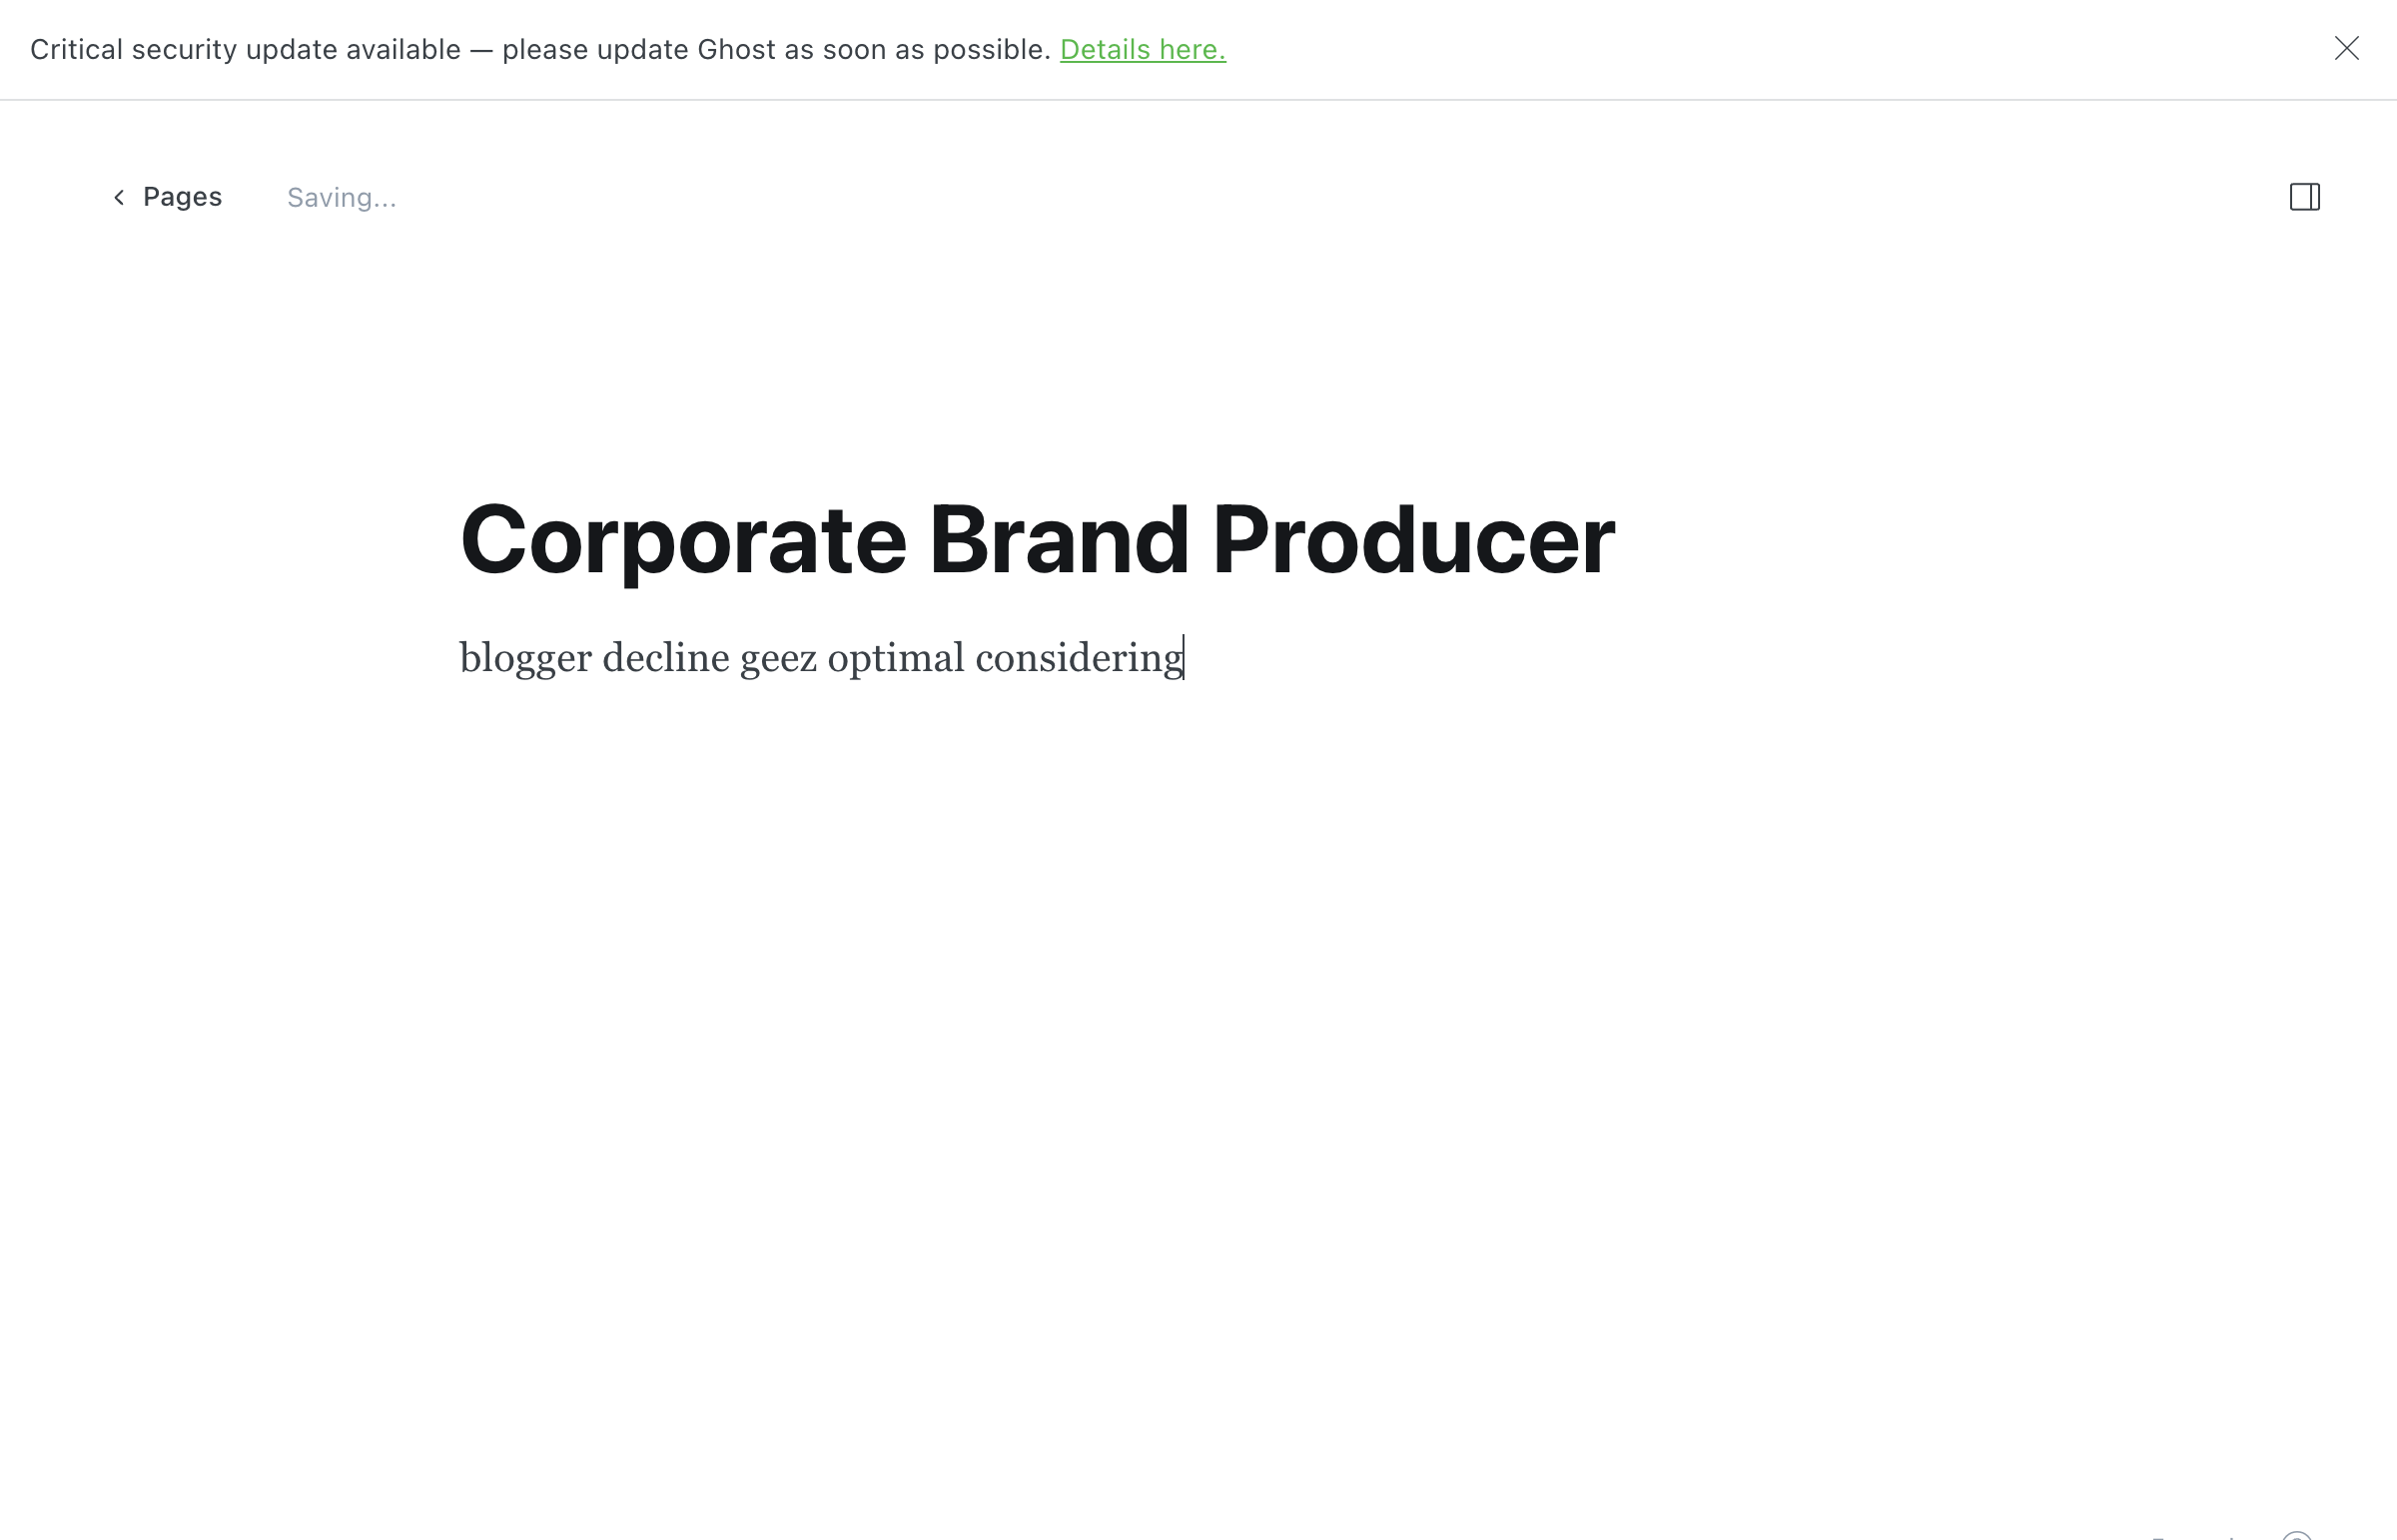 Critical security update available — please update Ghost as soon as possible. Details here.
Pages Saving...
Corporate Brand Producer
blogger decline geez optimal considering